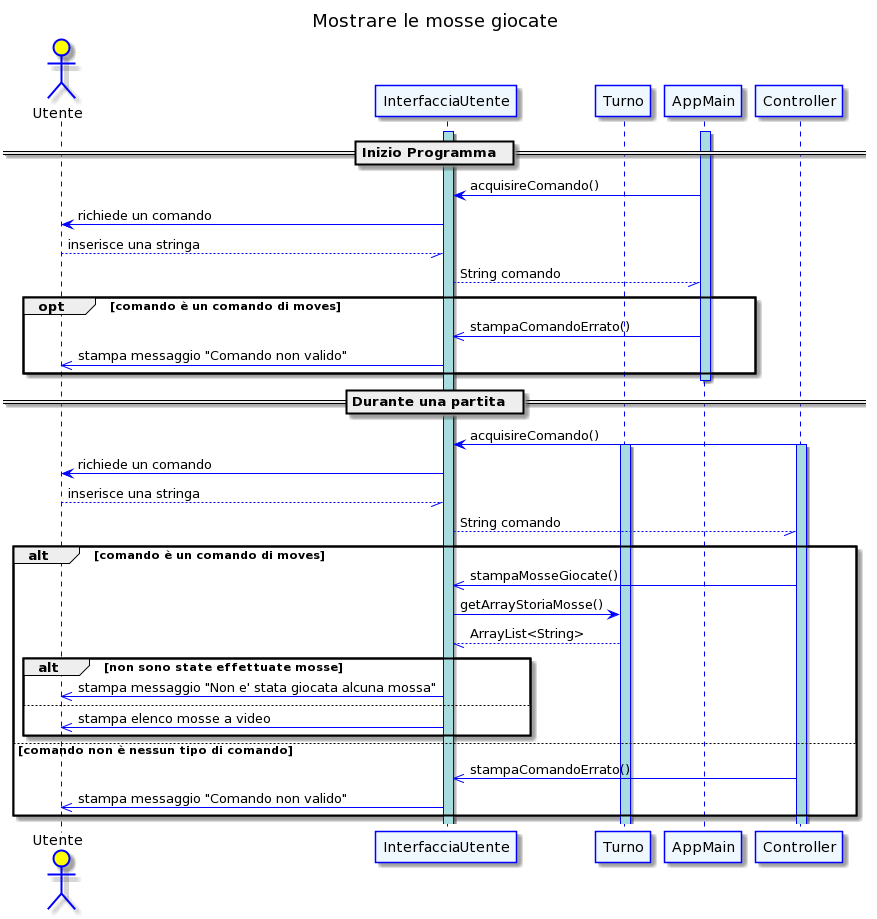 Mostrare le mosse giocate
Utente
InterfacciaUtente
Turno
AppMain
Controller
Inizio Programma
acquisireComando()
richiede un comando
inserisce una stringa
String comando
opt
[comando è un comando di moves]
stampaComandoErrato()
stampa messaggio "Comando non valido"
Durante una partita
acquisireComando()
richiede un comando
inserisce una stringa
String comando
alt
[comando è un comando di moves]
stampaMosseGiocate()
getArrayStoriaMosse()
ArrayList<String>
alt
[non sono state effettuate mosse]
stampa messaggio "Non e' stata giocata alcuna mossa"
stampa elenco mosse a video
[comando non è nessun tipo di comando]
stampaComandoErrato()
stampa messaggio "Comando non valido"
Utente
InterfacciaUtente
Turno
AppMain
Controller